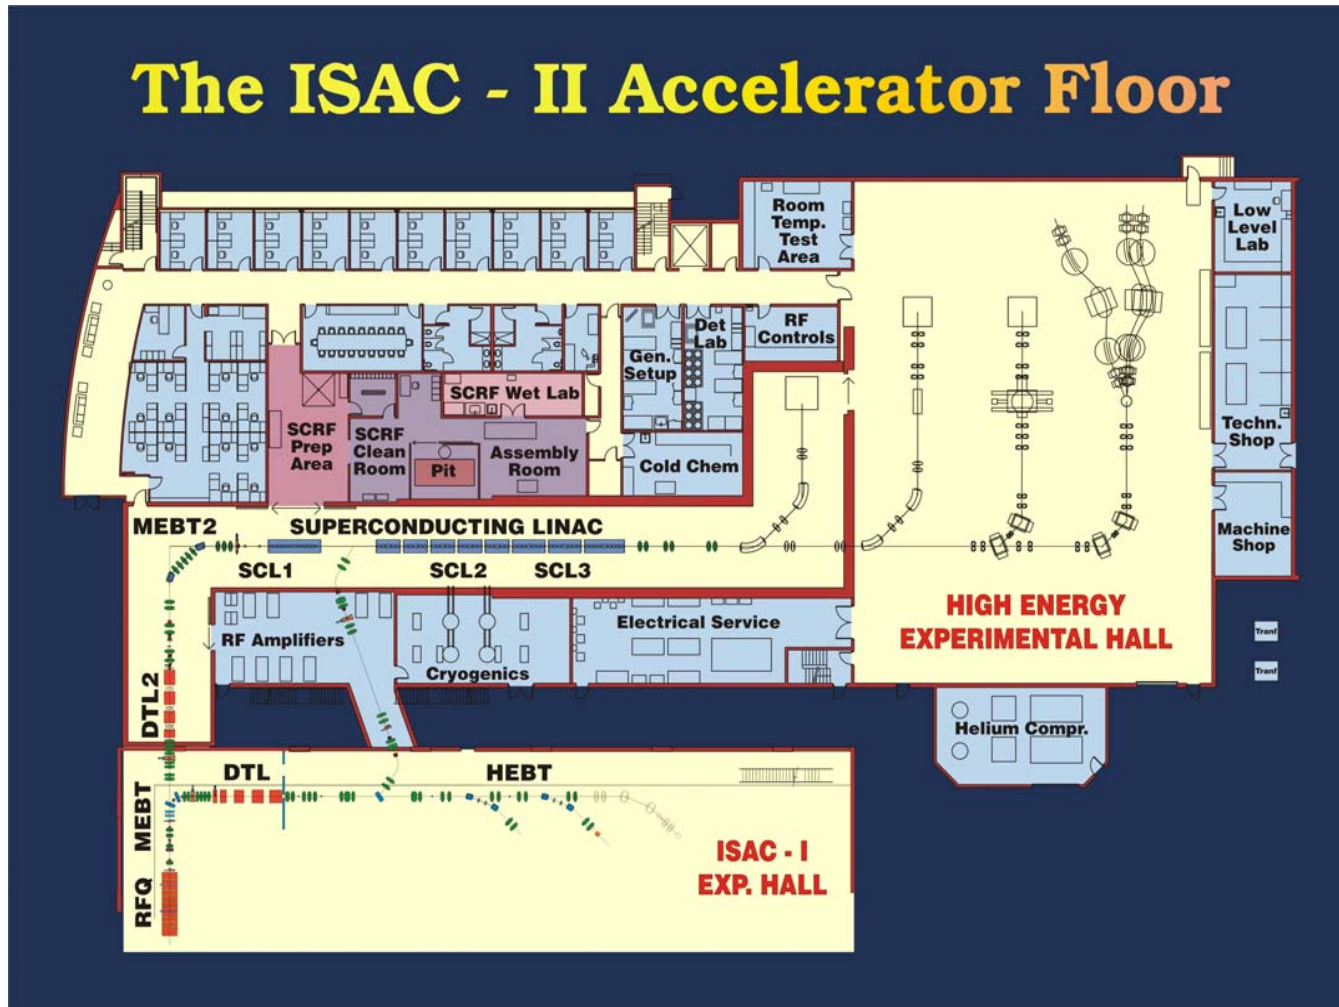 The ISAC - II Accelerator Floor
Room
Temp.
Test
Area
Low
Level
Lab
Gen.
Setup
Det
Lab
RF
Controls
SCRF Wet Lab
SCRF
Prep
Area
SCRF
Clean
Room
Pit
Assembly
Room
Cold Chem
Techn.
Shop
Machine
Shop
MEBT2
SUPERCONDUCTING LINAC
SCL1
SCL2
SCL3
RF Amplifiers
Cryogenics
Electrical Service
HIGH ENERGY
EXPERIMENTAL HALL
Tranf
Tranf
DTL2
Helium Compr.
DTL
HEBT
MEBT
RFQ
ISAC - I
EXP. HALL